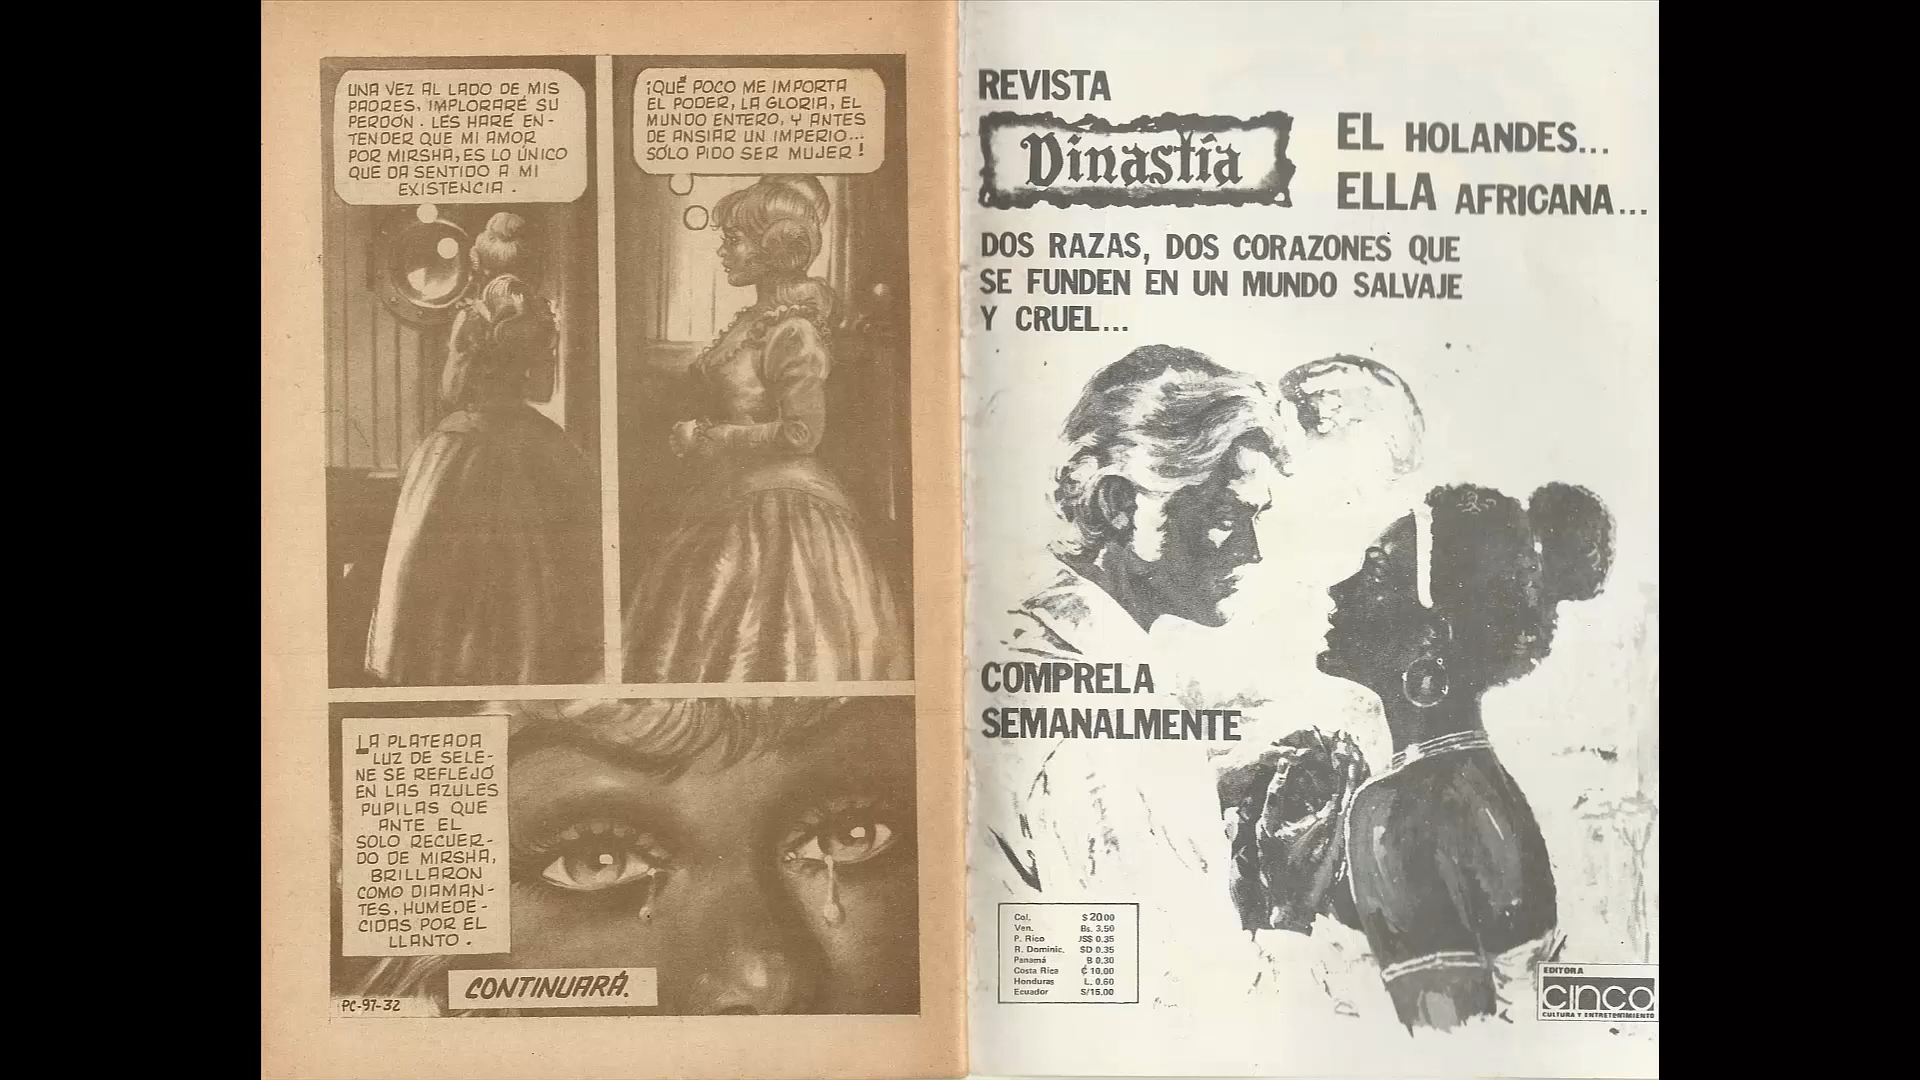 UNA VEZ AL LADO DE MIS
PADRES, IMPLORARÉ SU
PERDÓN. LES HARÉ EN-
TENDER QUE MI AMOR
POR MIRSHA, ES LO ÚNICO
QUE DA SENTIDO A MI
EXISTENCIA.
¡QUÉ POCO ME IMPORTA
EL PODER, LA GLORIA, EL
MUNDO ENTERO, Y ANTES
DE ANSIAR UN IMPERIO...
SÓLO PIDO SER MUJER!
LA PLATEADA
LUZ DE SELE-
NE SE REFLEJÓ
EN LAS AZULES
PUPILAS QUE
ANTE EL
SOLO RECUER-
DO DE MIRSHA,
BRILLARON
COMO DIAMAN-
TES, HUMEDE-
CIDAS POR EL
LLANTO.
CONTINUARÁ.
PC-97-32
REVISTA
Dinastía
EL HOLANDES...
ELLA AFRICANA...
DOS RAZAS, DOS CORAZONES QUE
SE FUNDEN EN UN MUNDO SALVAJE
Y CRUEL...
COMPRELA
SEMANALMENTE
Col. $ 20.00
Ven. Bs. 3.50
P. Rico US$ 0.35
R. Dominic. SD 0.35
Panamá B 0.30
Costa Rica ₡ 10.00
Honduras L. 0.60
Ecuador S/15.00
EDITORA
CINCO
CULTURA Y ENTRETENIMIENTO